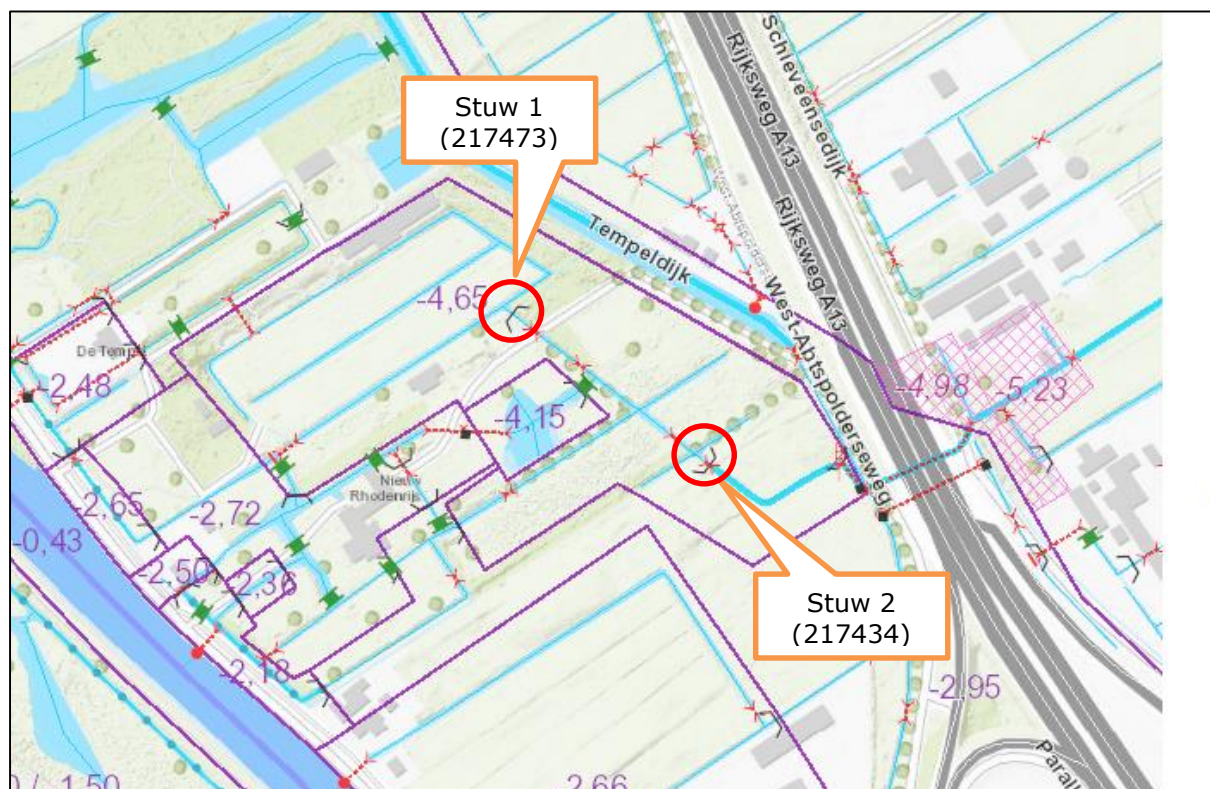 Stuw 1
(217473)
Schieveensedijk
Rijksweg A13
Rijksweg A13
Tempeldijk
West-Abtspolderseweg
-4,65
De Tempel
-2,48
-4,98
-5,23
-4,15
Nieuw
Rhodenrijs
-2,65
-2,72
-0,43
-2,50
-2,36
Stuw 2
(217434)
-2,18
-2,95
-1,50
2,66
Parall